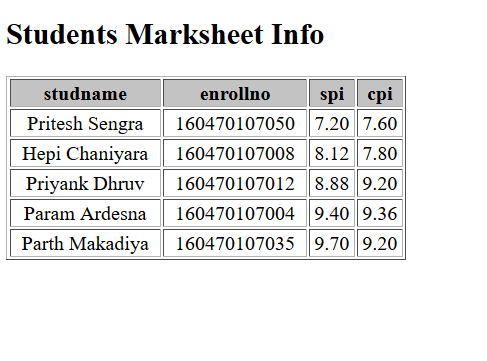 Students Marksheet Info
studname enrollno spi cpi
Pritesh Sengra 160470107050 7.20 7.60
Hepi Chaniyara 160470107008 8.12 7.80
Priyank Dhruv 160470107012 8.88 9.20
Param Ardesna 160470107004 9.40 9.36
Parth Makadiya 160470107035 9.70 9.20